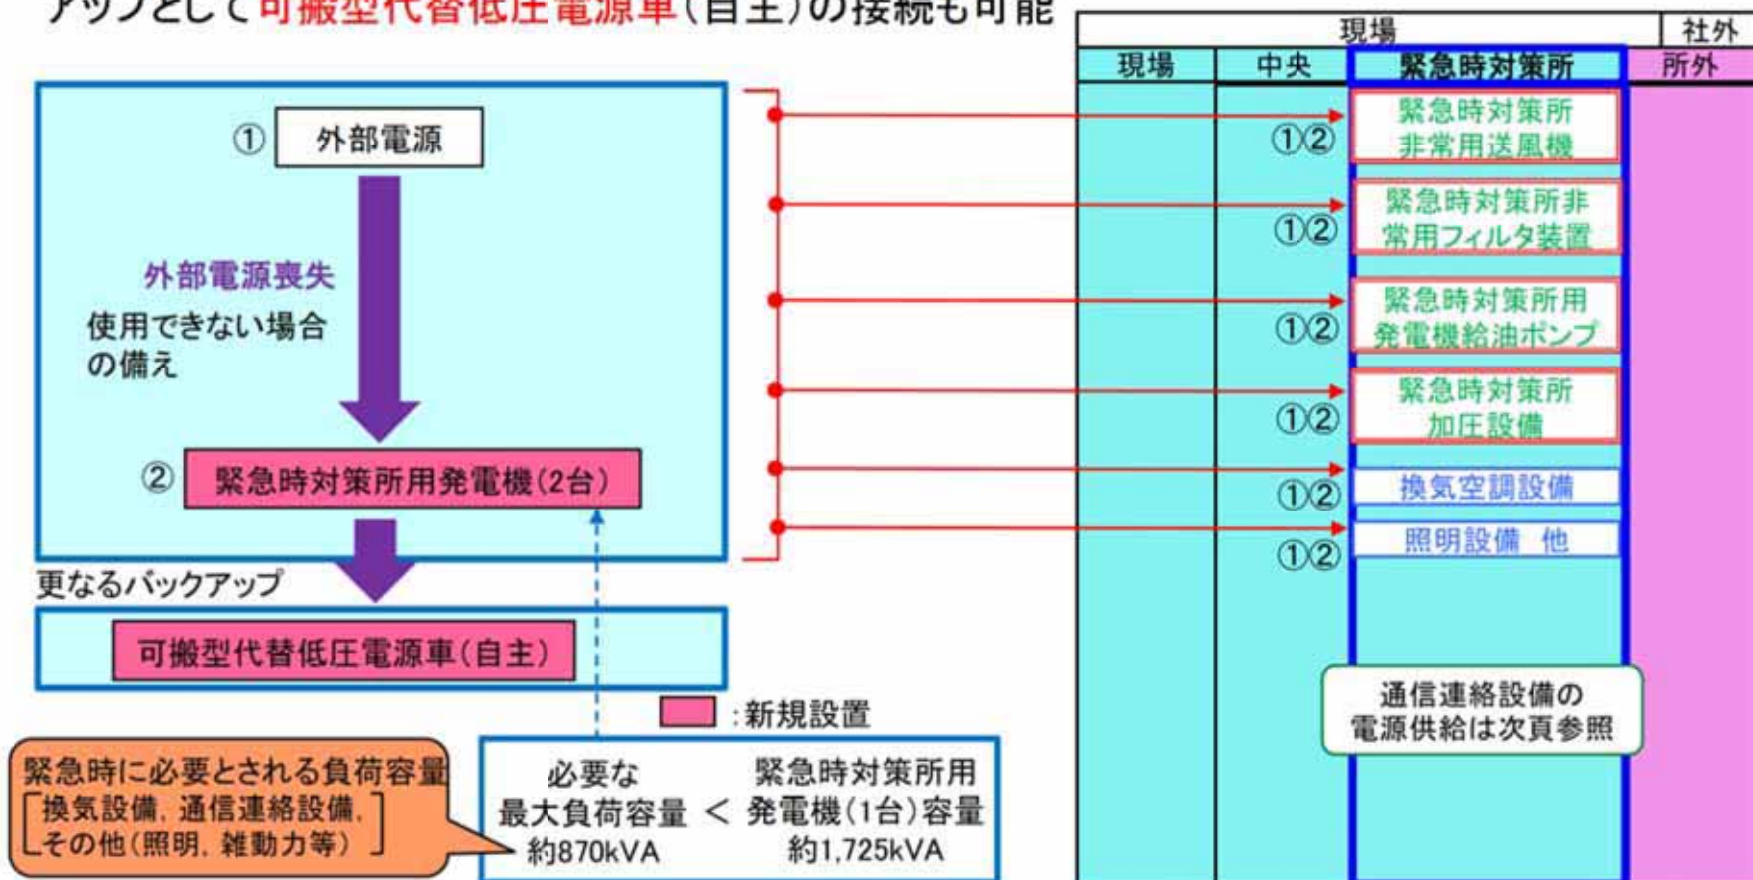 アップとして可搬型代替低圧電源車(自主)の接続も可能
① 外部電源
外部電源喪失
使用できない場合
の備え
② 緊急時対策所用発電機(2台)
更なるバックアップ
可搬型代替低圧電源車(自主)
:新規設置
緊急時に必要とされる負荷容量
換気設備, 通信連絡設備,
その他(照明, 雑動力等)
必要な
最大負荷容量
約870kVA
<
緊急時対策所用
発電機(1台)容量
約1,725kVA
現場 社外
現場 中央 緊急時対策所 所外
①② 緊急時対策所
非常用送風機
①② 緊急時対策所非
常用フィルタ装置
①② 緊急時対策所用
発電機給油ポンプ
①② 緊急時対策所
加圧設備
①② 換気空調設備
①② 照明設備 他
通信連絡設備の
電源供給は次頁参照